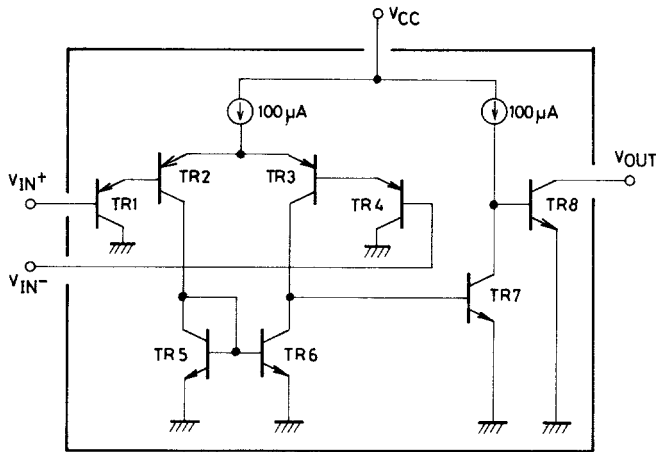 VCC
100µA
100µA
VIN+
TR1
TR2
TR3
TR4
TR8
VOUT
VIN-
TR7
TR5
TR6